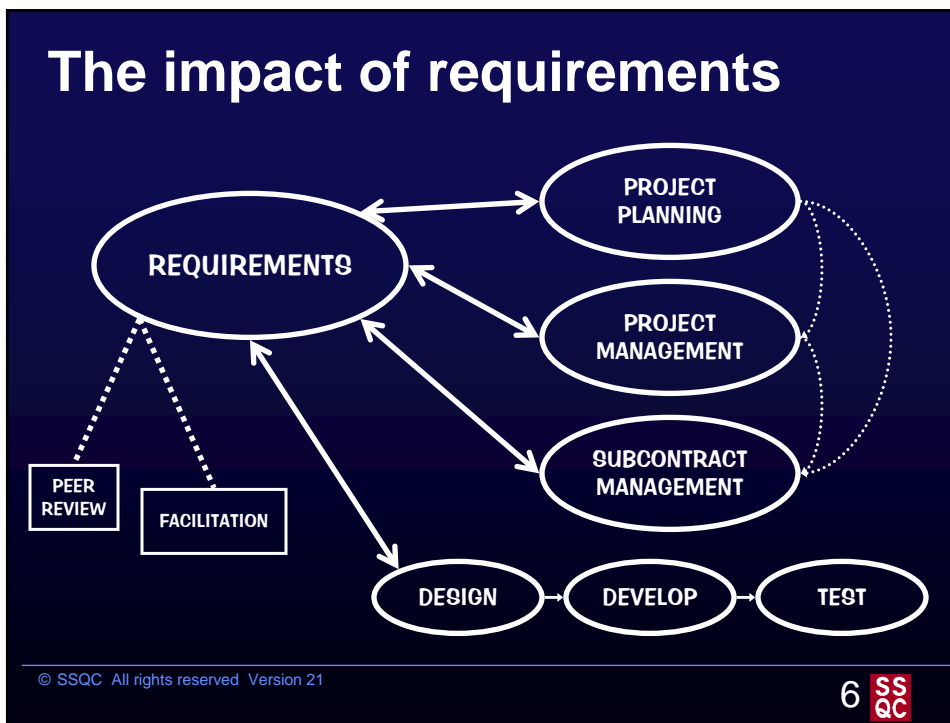 The impact of requirements
PROJECT
PLANNING
REQUIREMENTS
PROJECT
MANAGEMENT
SUBCONTRACT
MANAGEMENT
PEER
REVIEW
FACILITATION
DESIGN
DEVELOP
TEST
© SSQC All rights reserved Version 21
6
SS
QC